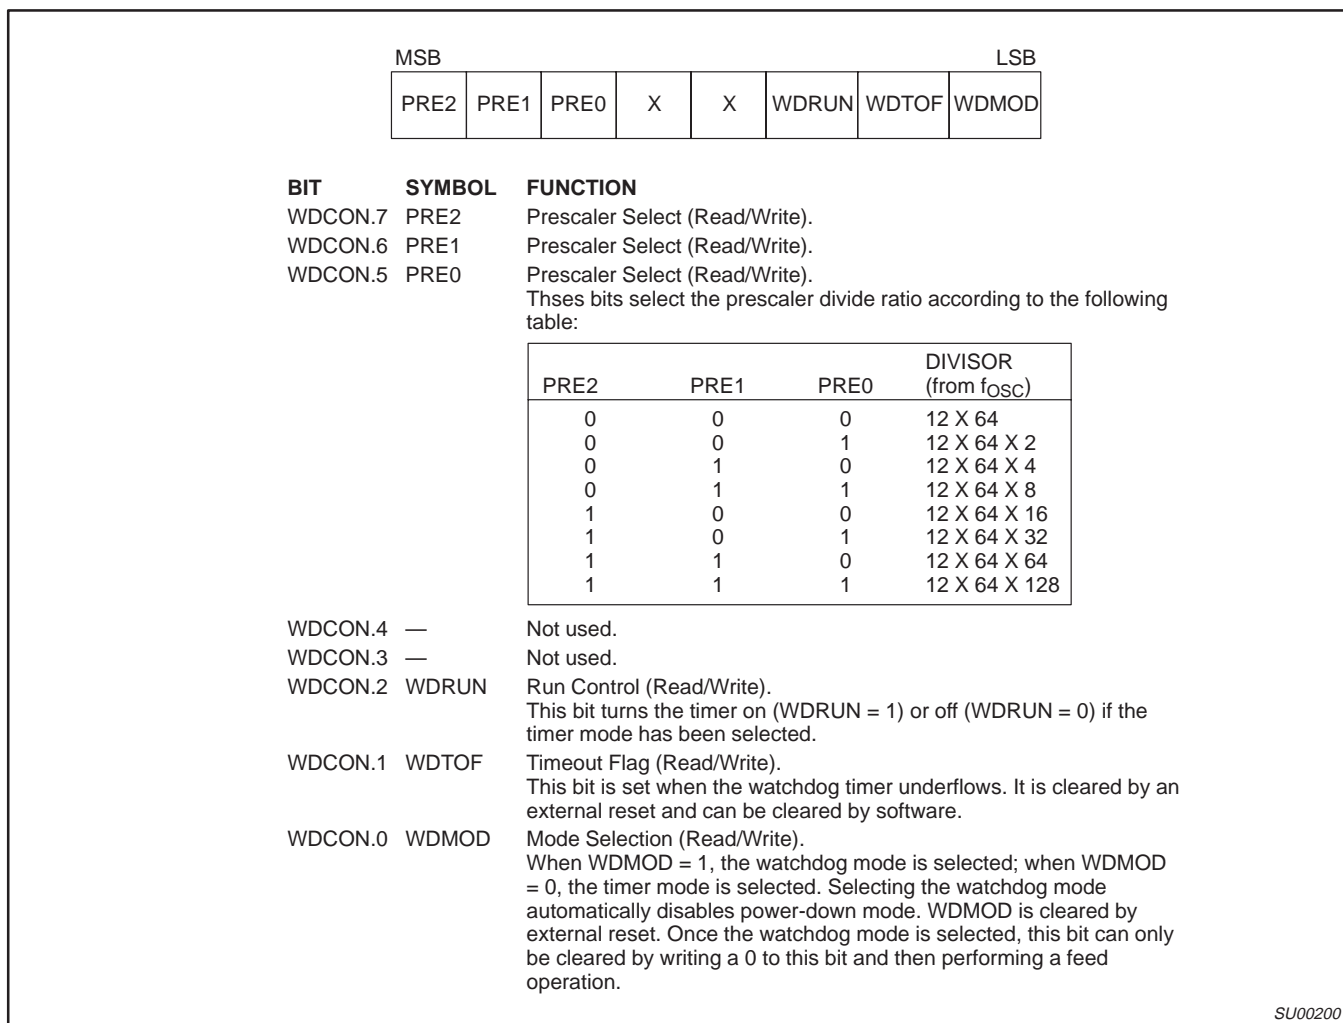 MSB LSB
PRE2 PRE1 PRE0 X X WDRUN WDTOF WDMOD
BIT SYMBOL FUNCTION
WDCON.7 PRE2 Prescaler Select (Read/Write).
WDCON.6 PRE1 Prescaler Select (Read/Write).
WDCON.5 PRE0 Prescaler Select (Read/Write).
Thses bits select the prescaler divide ratio according to the following
table:
DIVISOR
PRE2 PRE1 PRE0 (from fOSC)
0 0 0 12 X 64
0 0 1 12 X 64 X 2
0 1 0 12 X 64 X 4
0 1 1 12 X 64 X 8
1 0 0 12 X 64 X 16
1 0 1 12 X 64 X 32
1 1 0 12 X 64 X 64
1 1 1 12 X 64 X 128
WDCON.4 — Not used.
WDCON.3 — Not used.
WDCON.2 WDRUN Run Control (Read/Write).
This bit turns the timer on (WDRUN = 1) or off (WDRUN = 0) if the
timer mode has been selected.
WDCON.1 WDTOF Timeout Flag (Read/Write).
This bit is set when the watchdog timer underflows. It is cleared by an
external reset and can be cleared by software.
WDCON.0 WDMOD Mode Selection (Read/Write).
When WDMOD = 1, the watchdog mode is selected; when WDMOD
= 0, the timer mode is selected. Selecting the watchdog mode
automatically disables power-down mode. WDMOD is cleared by
external reset. Once the watchdog mode is selected, this bit can only
be cleared by writing a 0 to this bit and then performing a feed
operation.
SU00200